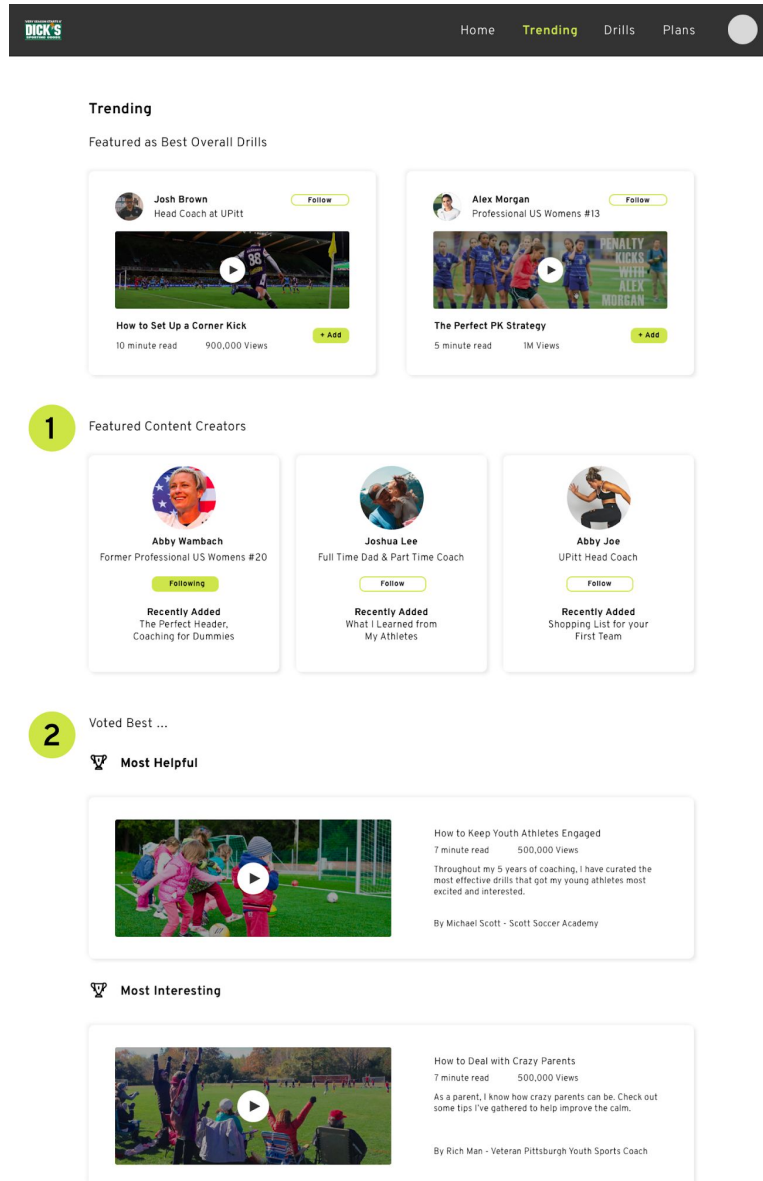 EVERY SEASON STARTS AT
DICK'S
SPORTING GOODS
Home Trending Drills Plans
Trending
Featured as Best Overall Drills
Josh Brown
Head Coach at UPitt
Follow
88
How to Set Up a Corner Kick
10 minute read 900,000 Views
+ Add
Alex Morgan
Professional US Womens #13
Follow
PENALTY
KICKS
WITH
ALEX
MORGAN
The Perfect PK Strategy
5 minute read 1M Views
+ Add
1
Featured Content Creators
Abby Wambach
Former Professional US Womens #20
Following
Recently Added
The Perfect Header,
Coaching for Dummies
Joshua Lee
Full Time Dad & Part Time Coach
Follow
Recently Added
What I Learned from
My Athletes
Abby Joe
UPitt Head Coach
Follow
Recently Added
Shopping List for your
First Team
2
Voted Best ...
Most Helpful
How to Keep Youth Athletes Engaged
7 minute read 500,000 Views
Throughout my 5 years of coaching, I have curated the
most effective drills that got my young athletes most
excited and interested.
By Michael Scott - Scott Soccer Academy
Most Interesting
How to Deal with Crazy Parents
7 minute read 500,000 Views
As a parent, I know how crazy parents can be. Check out
some tips I've gathered to help improve the calm.
By Rich Man - Veteran Pittsburgh Youth Sports Coach